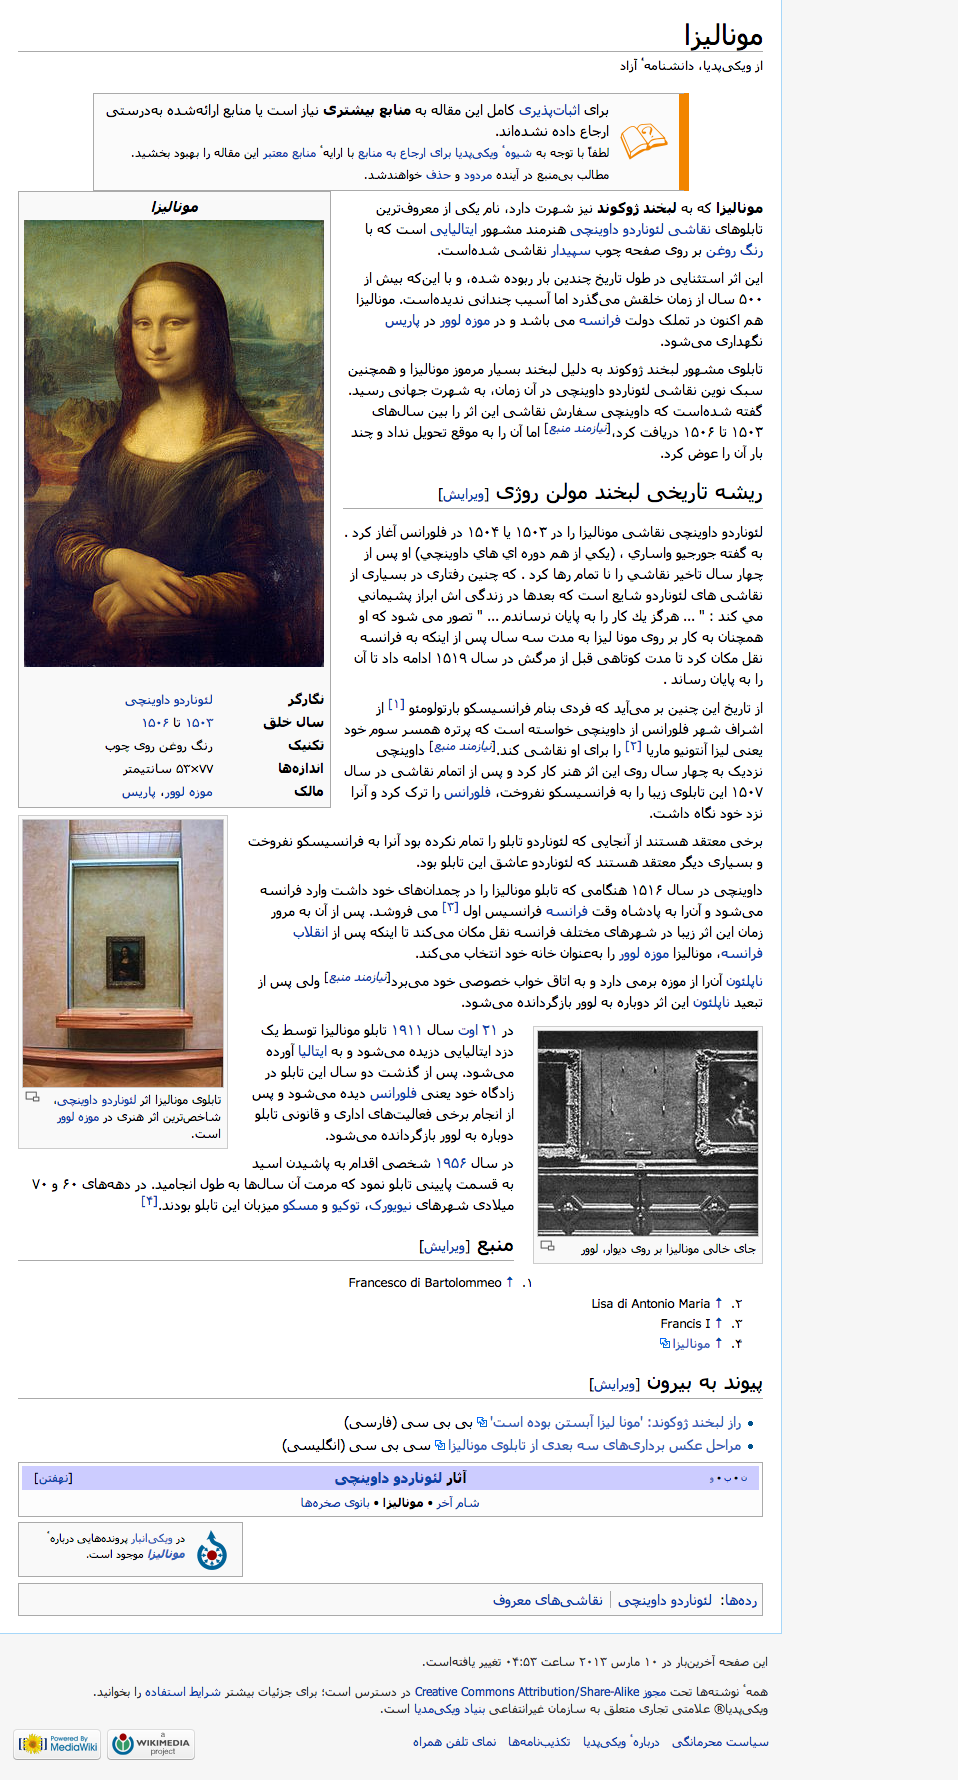 مونالیزا
از ویکی‌پدیا، دانشنامهٔ آزاد
برای اثبات‌پذیری کامل این مقاله به منابع بیشتری نیاز است یا منابع ارائه‌شده به‌درستی
ارجاع داده نشده‌اند.
لطفاً با توجه به شیوهٔ ویکی‌پدیا برای ارجاع به منابع با ارایهٔ منابع معتبر این مقاله را بهبود بخشید.
مطالب بی‌منبع در آینده مردود و حذف خواهندشد.
مونالیزا که به لبخند ژوکوند نیز شهرت دارد، نام یکی از معروف‌ترین
تابلوهای نقاشی لئوناردو داوینچی هنرمند مشهور ایتالیایی است که با
رنگ روغن بر روی صفحه چوب سپیدار نقاشی شده‌است.
این اثر استثنایی در طول تاریخ چندین بار ربوده شده، و با این‌که بیش از
۵۰۰ سال از زمان خلقش می‌گذرد اما آسیب چندانی ندیده‌است. مونالیزا
هم اکنون در تملک دولت فرانسه می باشد و در موزه لوور در پاریس
نگهداری می‌شود.
تابلوی مشهور لبخند ژوکوند به دلیل لبخند بسیار مرموز مونالیزا و همچنین
سبک نوین نقاشی لئوناردو داوینچی در آن زمان، به شهرت جهانی رسید.
گفته شده‌است که داوینچی سفارش نقاشی این اثر را بین سال‌های
۱۵۰۳ تا ۱۵۰۶ دریافت کرد،[نیازمند منبع] اما آن را به موقع تحویل نداد و چند
بار آن را عوض کرد.
ریشه تاریخی لبخند مولن روژی [ویرایش]
لئوناردو داوینچی نقاشی مونالیزا را در ۱۵۰۳ یا ۱۵۰۴ در فلورانس آغاز کرد .
به گفته جورجیو واساري ، (یکي از هم دوره اي هاي داوینچي) او پس از
چهار سال تاخیر نقاشي را نا تمام رها کرد . که چنین رفتاری در بسیاری از
نقاشی های لئوناردو شایع است که بعدها در زندگی اش ابراز پشیماني
مي کند : " ... هرگز يك کار را به پایان نرساندم ... " تصور می شود که او
همچنان به کار بر روی مونا لیزا به مدت سه سال پس از اینکه به فرانسه
نقل مکان کرد تا مدت کوتاهی قبل از مرگش در سال ۱۵۱۹ ادامه داد تا آن
را به پایان رساند .
از تاریخ این چنین بر می‌آید که فردی بنام فرانسیسکو بارتولومئو [۱] از
اشراف شهر فلورانس از داوینچی خواسته است که پرتره همسر سوم خود
یعنی لیزا آنتونیو ماریا [۲] را برای او نقاشی کند.[نیازمند منبع] داوینچی
نزدیک به چهار سال روی این اثر هنر کار کرد و پس از اتمام نقاشی در سال
۱۵۰۷ این تابلوی زیبا را به فرانسیسکو نفروخت، فلورانس را ترک کرد و آنرا
نزد خود نگاه داشت.
برخی معتقد هستند از آنجایی که لئوناردو تابلو را تمام نکرده بود آنرا به فرانسیسکو نفروخت
و بسیاری دیگر معتقد هستند که لئوناردو عاشق این تابلو بود.
داوینچی در سال ۱۵۱۶ هنگامی که تابلو مونالیزا را در چمدان‌های خود داشت وارد فرانسه
می‌شود و آن‌را به پادشاه وقت فرانسه فرانسیس اول [۳] می فروشد. پس از آن به مرور
زمان این اثر زیبا در شهرهای مختلف فرانسه نقل مکان می‌کند تا اینکه پس از انقلاب
فرانسه، مونالیزا موزه لوور را به‌عنوان خانه خود انتخاب می‌کند.
ناپلئون آن‌را از موزه برمی دارد و به اتاق خواب خصوصی خود می‌برد[نیازمند منبع] ولی پس از
تبعید ناپلئون این اثر دوباره به لوور بازگردانده می‌شود.
در ۲۱ اوت سال ۱۹۱۱ تابلو مونالیزا توسط یک
دزد ایتالیایی دزیده می‌شود و به ایتالیا آورده
می‌شود. پس از گذشت دو سال این تابلو در
زادگاه خود یعنی فلورانس دیده می‌شود و پس
از انجام برخی فعالیت‌های اداری و قانونی تابلو
دوباره به لوور بازگردانده می‌شود.
در سال ۱۹۵۶ شخصی اقدام به پاشیدن اسید
به قسمت پایینی تابلو نمود که مرمت آن سال‌ها به طول انجامید. در دهه‌های ۶۰ و ۷۰
میلادی شهرهای نیویورک، توکیو و مسکو میزبان این تابلو بودند.[۴]
مونالیزا
نگارگر لئوناردو داوینچی
سال خلق ۱۵۰۳ تا ۱۵۰۶
تکنیک رنگ روغن روی چوب
اندازه‌ها ۷۷×۵۳ سانتیمتر
مالک موزه لوور، پاریس
تابلوی مونالیزا اثر لئوناردو داوینچی،
شاخص‌ترین اثر هنری در موزه لوور
است.
جای خالی مونالیزا بر روی دیوار، لوور
منبع [ویرایش]
۱. ↑ Francesco di Bartolommeo
۲. ↑ Lisa di Antonio Maria
۳. ↑ Francis I
۴. ↑ مونالیزا
پیوند به بیرون [ویرایش]
• راز لبخند ژوکوند: 'مونا لیزا آبستن بوده است' بی بی سی (فارسی)
• مراحل عکس برداری‌های سه بعدی از تابلوی مونالیزا سی بی سی (انگلیسی)
ن • ب • و آثار لئوناردو داوینچی [نهفتن]
شام آخر • مونالیزا • بانوی صخره‌ها
در ویکی‌انبار پرونده‌هایی دربارهٔ
مونالیزا موجود است.
رده‌ها: لئوناردو داوینچی | نقاشی‌های معروف
این صفحه آخرین‌بار در ۱۰ مارس ۲۰۱۳ ساعت ۰۴:۵۳ تغییر یافته‌است.
همهٔ نوشته‌ها تحت مجوز Creative Commons Attribution/Share-Alike در دسترس است؛ برای جزئیات بیشتر شرایط استفاده را بخوانید.
ویکی‌پدیا® علامتی تجاری متعلق به سازمان غیرانتفاعی بنیاد ویکی‌مدیا است.
سیاست محرمانگی دربارهٔ ویکی‌پدیا تکذیب‌نامه‌ها نمای تلفن همراه
a
WIKIMEDIA
project
Powered By
MediaWiki